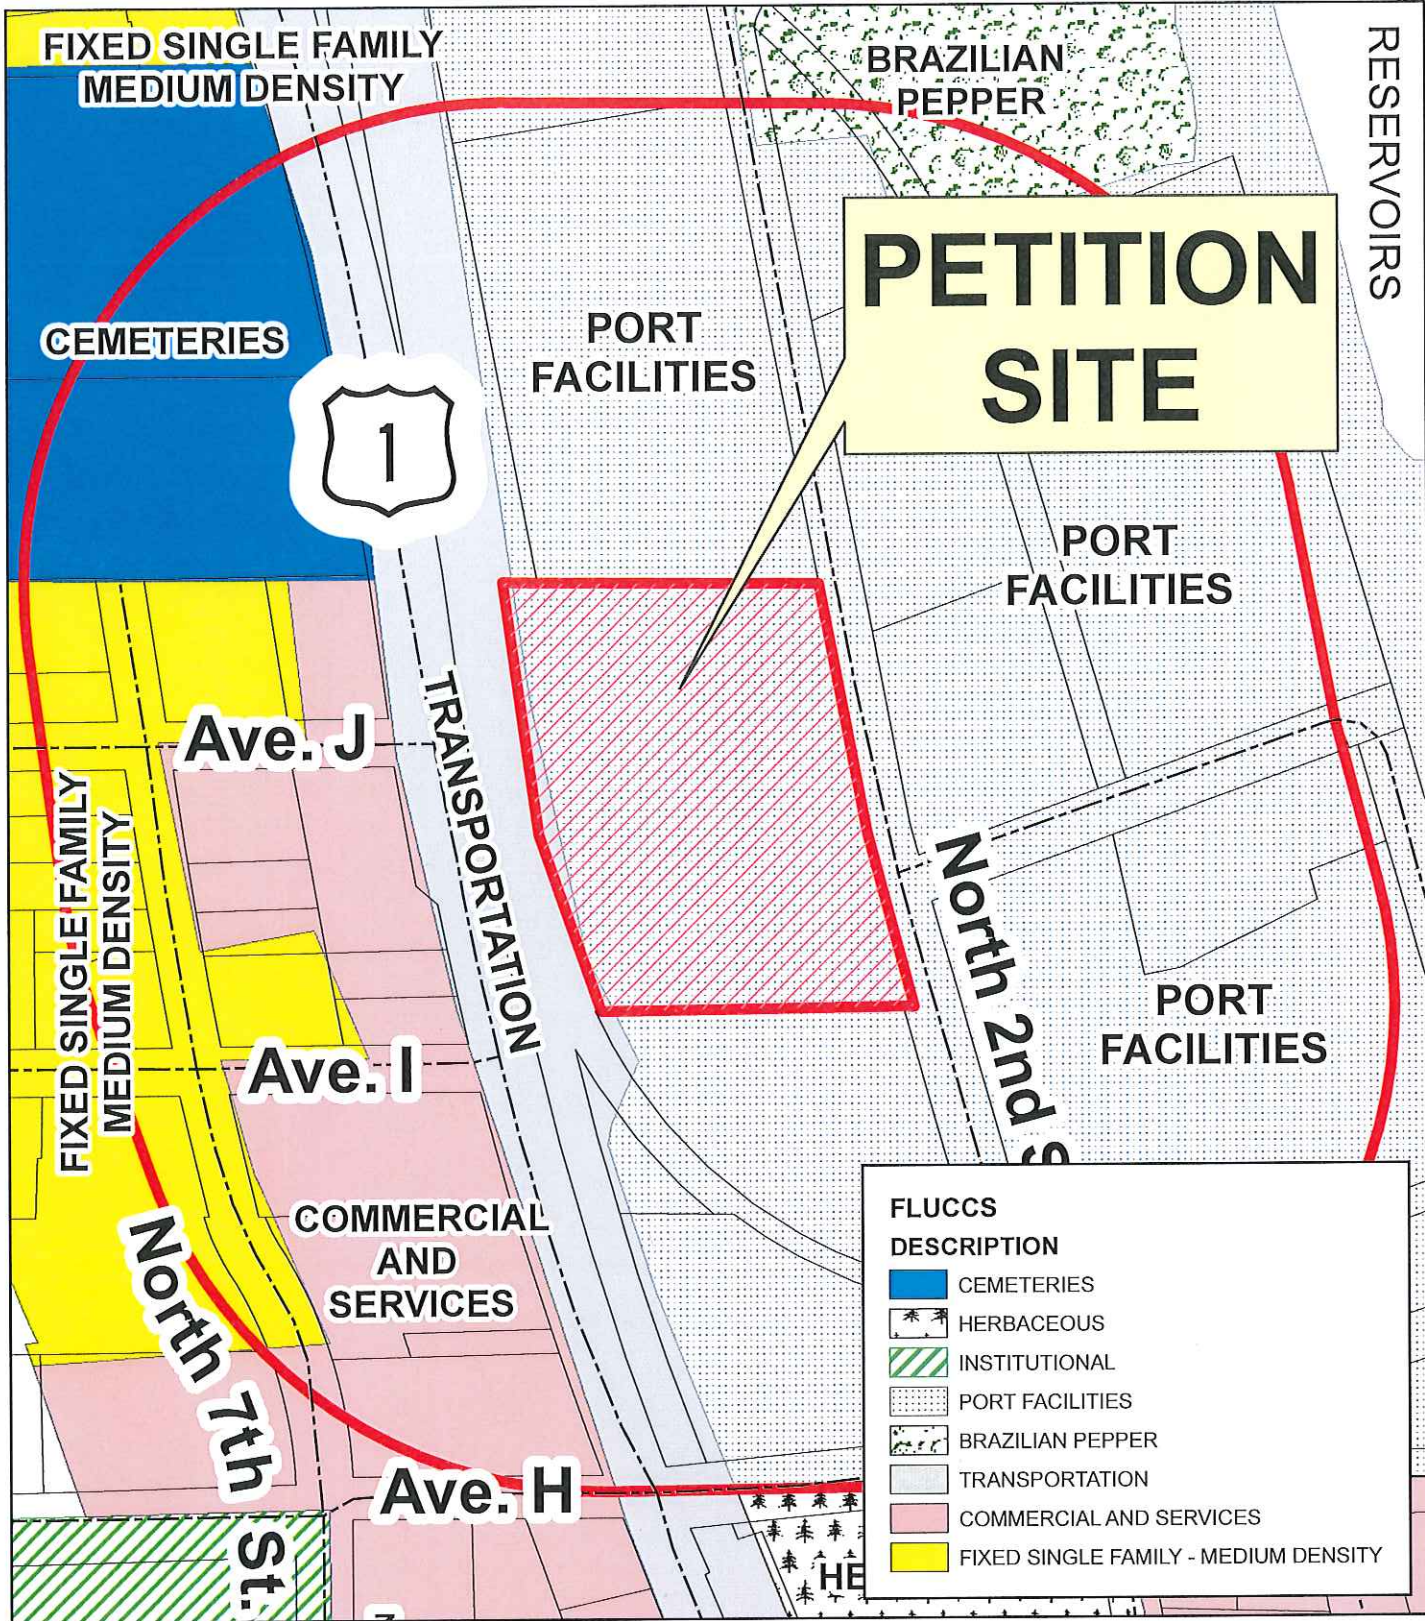 FIXED SINGLE FAMILY
MEDIUM DENSITY
BRAZILIAN
PEPPER
RESERVOIRS
PETITION
SITE
CEMETERIES
PORT
FACILITIES
1
PORT
FACILITIES
Ave. J
TRANSPORTATION
FIXED SINGLE FAMILY
MEDIUM DENSITY
North 2nd S
PORT
FACILITIES
Ave. I
COMMERCIAL
AND
SERVICES
North 7th St.
Ave. H
HE
FLUCCS
DESCRIPTION
CEMETERIES
HERBACEOUS
INSTITUTIONAL
PORT FACILITIES
BRAZILIAN PEPPER
TRANSPORTATION
COMMERCIAL AND SERVICES
FIXED SINGLE FAMILY - MEDIUM DENSITY